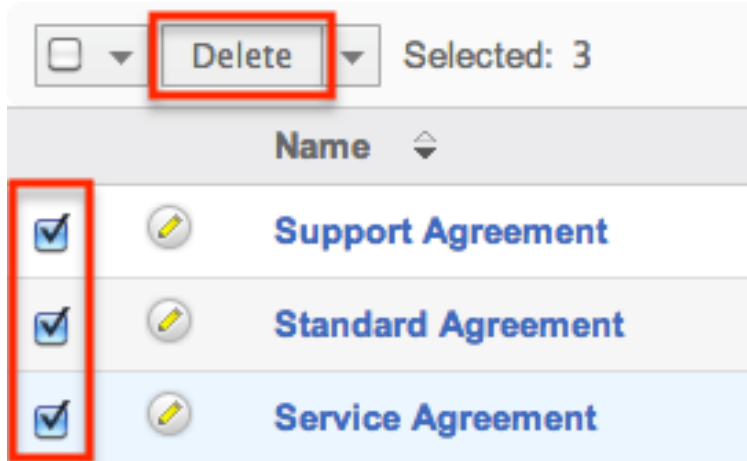 Delete Selected: 3
Name
Support Agreement
Standard Agreement
Service Agreement